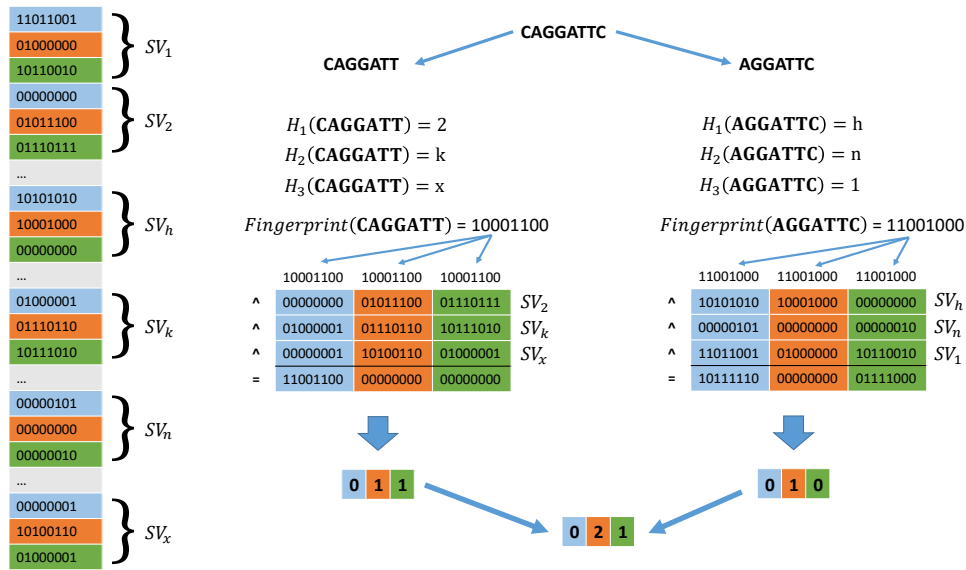 11011001
01000000
10110010
SV₁
00000000
01011100
01110111
SV₂
...
10101010
10001000
00000000
SVₕ
...
01000001
01110110
10111010
SVₖ
...
00000101
00000000
00000010
SVₙ
...
00000001
10100110
01000001
SVₓ
CAGGATTC
CAGGATT
AGGATTC
H₁(CAGGATT) = 2
H₂(CAGGATT) = k
H₃(CAGGATT) = x
Fingerprint(CAGGATT) = 10001100
10001100 10001100 10001100
^ 00000000 01011100 01110111 SV₂
^ 01000001 01110110 10111010 SVₖ
^ 00000001 10100110 01000001 SVₓ
= 11001100 00000000 00000000
0 1 1
H₁(AGGATTC) = h
H₂(AGGATTC) = n
H₃(AGGATTC) = 1
Fingerprint(AGGATTC) = 11001000
11001000 11001000 11001000
^ 10101010 10001000 00000000 SVₕ
^ 00000101 00000000 00000010 SVₙ
^ 11011001 01000000 10110010 SV₁
= 10111110 00000000 01111000
0 1 0
0 2 1